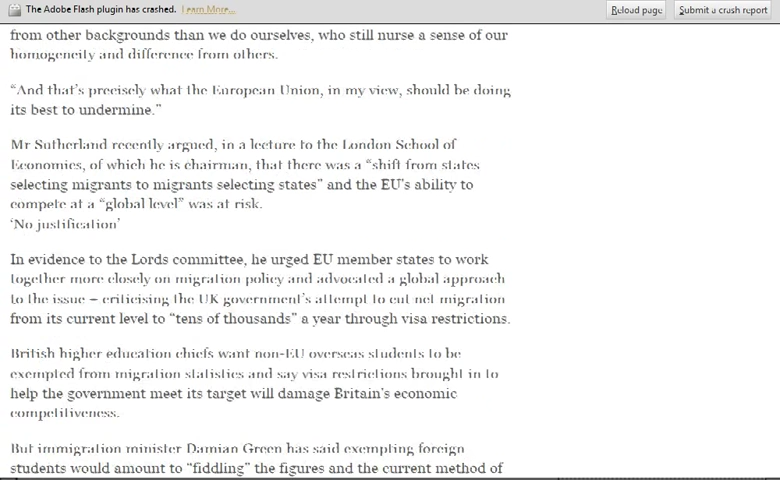 The Adobe Flash plugin has crashed. Learn More...
Reload page
Submit a crash report
from other backgrounds than we do ourselves, who still nurse a sense of our
homogeneity and difference from others.
“And that’s precisely what the European Union, in my view, should be doing
its best to undermine.”
Mr Sutherland recently argued, in a lecture to the London School of
Economics, of which he is chairman, that there was a “shift from states
selecting migrants to migrants selecting states” and the EU’s ability to
compete at a “global level” was at risk.
‘No justification’
In evidence to the Lords committee, he urged EU member states to work
together more closely on migration policy and advocated a global approach
to the issue – criticising the UK government’s attempt to cut net migration
from its current level to “tens of thousands” a year through visa restrictions.
British higher education chiefs want non-EU overseas students to be
exempted from migration statistics and say visa restrictions brought in to
help the government meet its target will damage Britain’s economic
competitiveness.
But immigration minister Damian Green has said exempting foreign
students would amount to “fiddling” the figures and the current method of